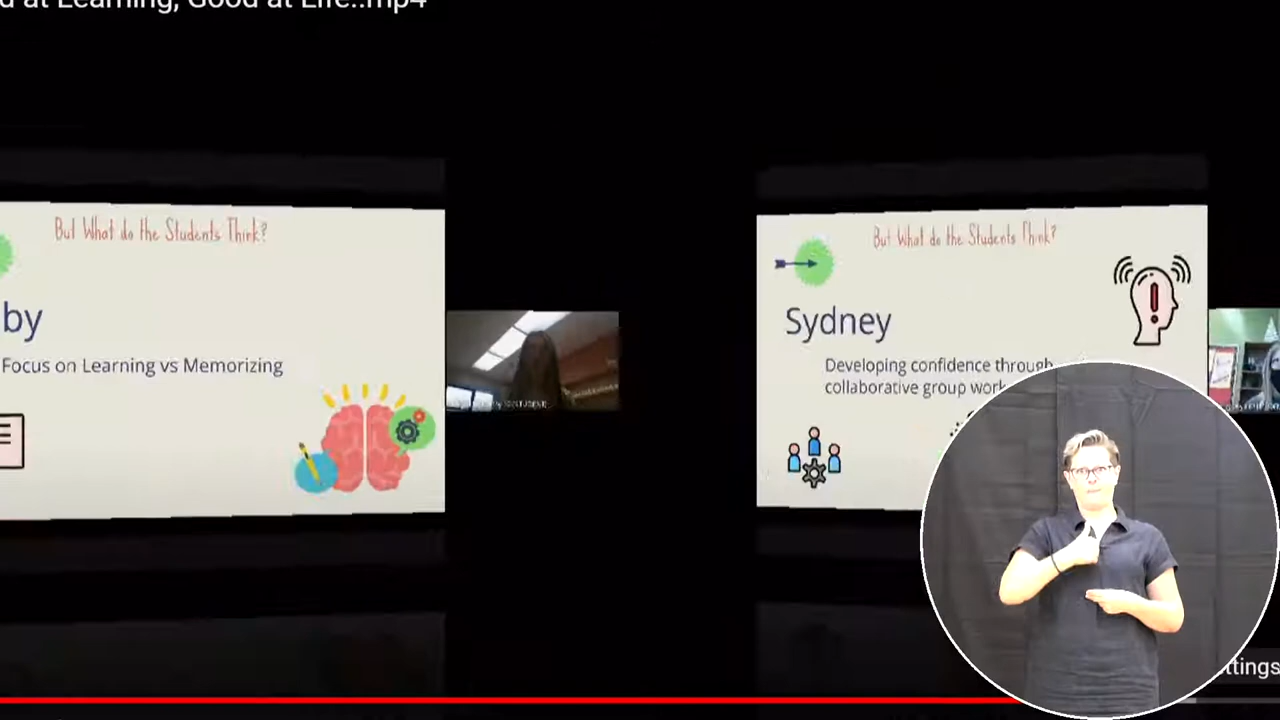 d at Learning, Good at Life..mp4
But What do the Students Think?
by
Focus on Learning vs Memorizing
But What do the Students Think?
Sydney
Developing confidence through
collaborative group work
ttings